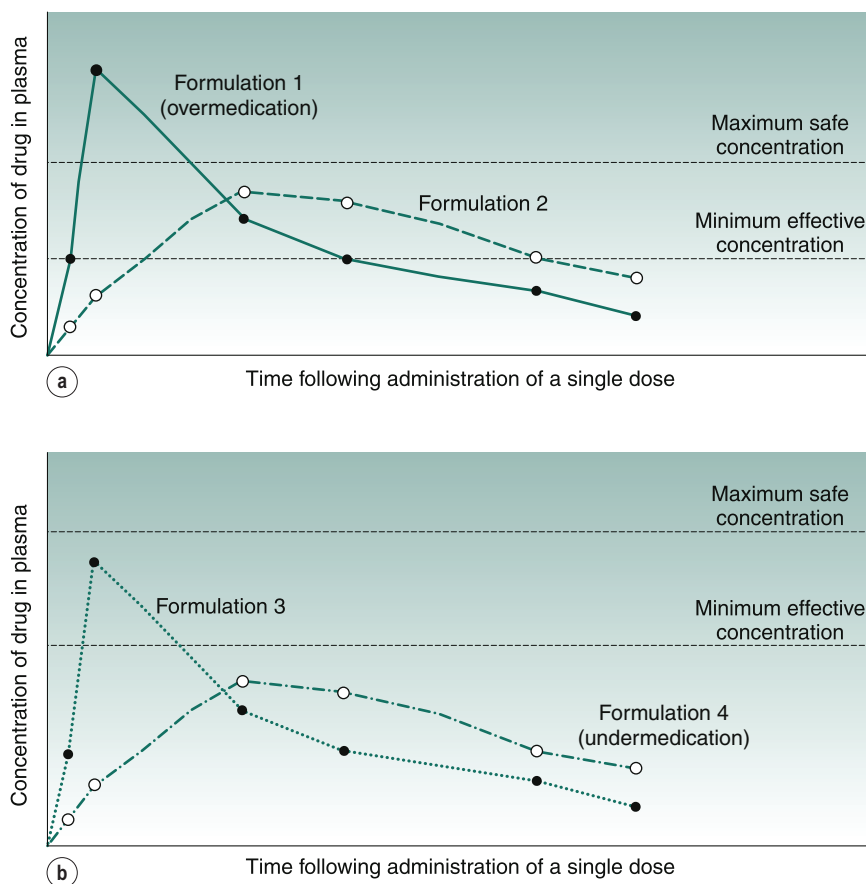 Concentration of drug in plasma
Formulation 1
(overmedication)
Maximum safe
concentration
Formulation 2
Minimum effective
concentration
a
Time following administration of a single dose
Concentration of drug in plasma
Maximum safe
concentration
Formulation 3
Minimum effective
concentration
Formulation 4
(undermedication)
b
Time following administration of a single dose